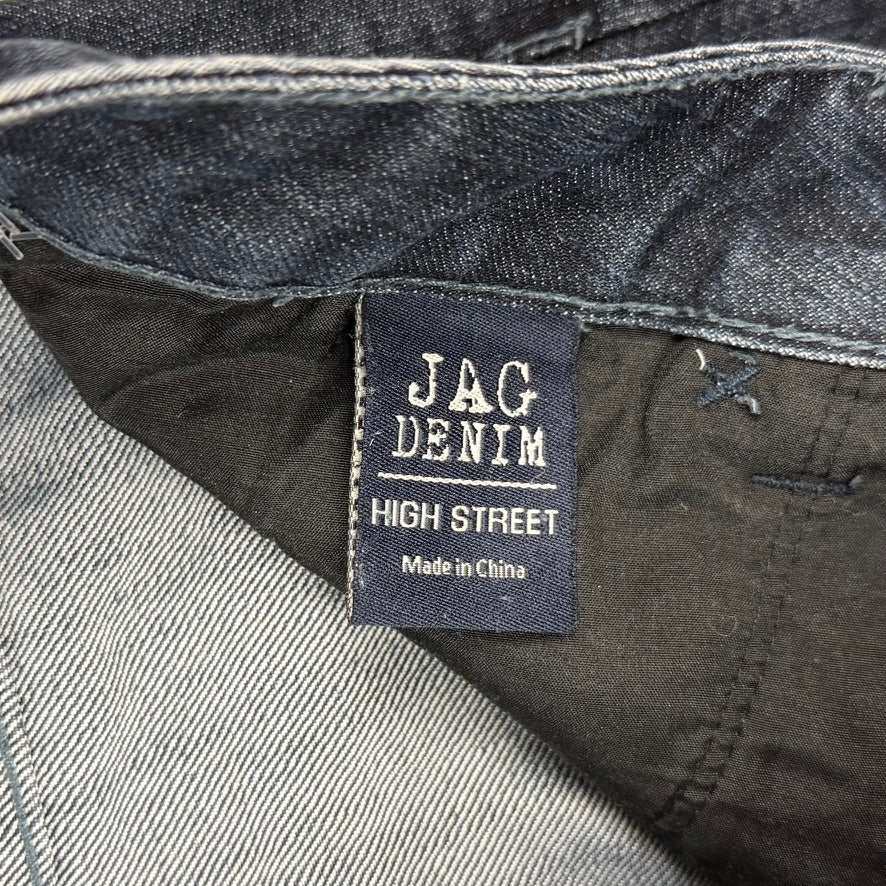 JAG
DENIM
HIGH STREET
Made in China